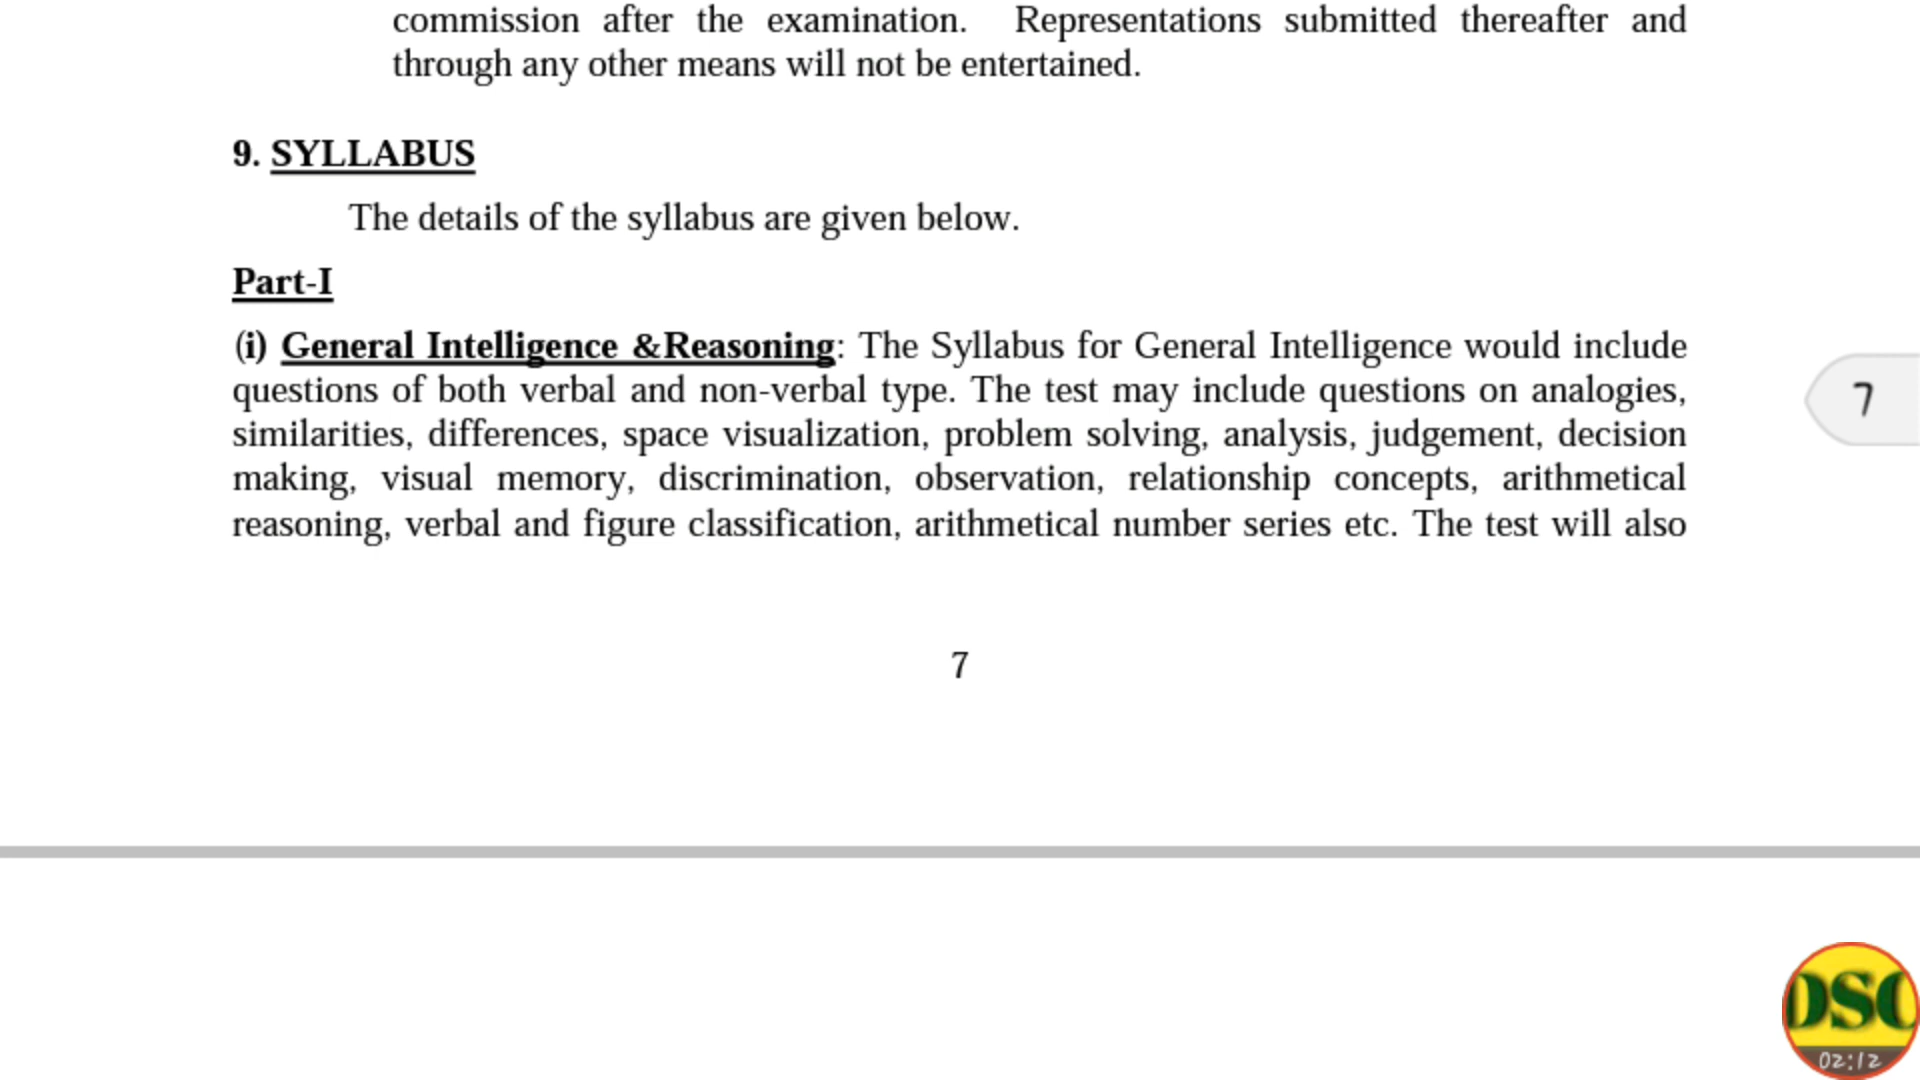 commission after the examination. Representations submitted thereafter and
through any other means will not be entertained.
9. SYLLABUS
The details of the syllabus are given below.
Part-I
(i) General Intelligence &Reasoning: The Syllabus for General Intelligence would include
questions of both verbal and non-verbal type. The test may include questions on analogies,
similarities, differences, space visualization, problem solving, analysis, judgement, decision
making, visual memory, discrimination, observation, relationship concepts, arithmetical
reasoning, verbal and figure classification, arithmetical number series etc. The test will also
7
7
DSC
02:12